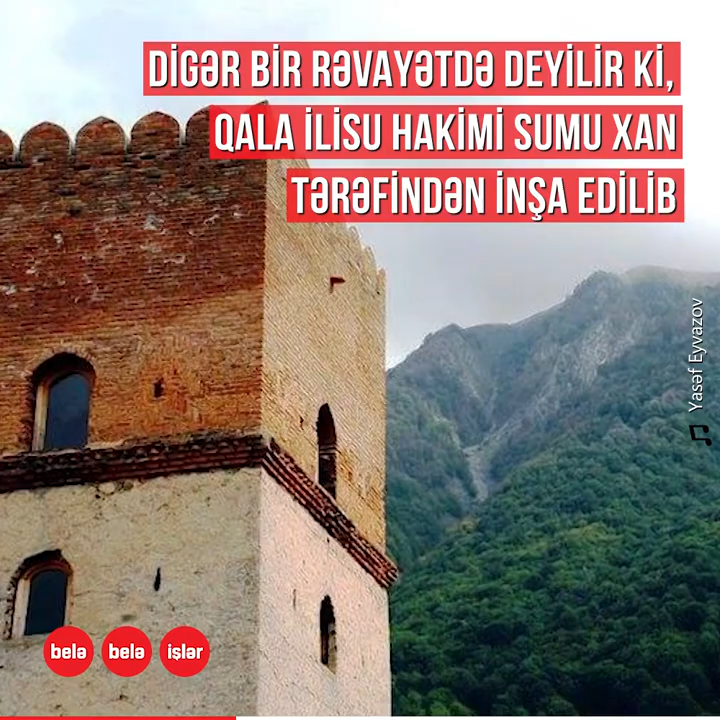 DİGƏR BİR RƏVAYƏTDƏ DEYİLİR Kİ,
QALA İLİSU HAKİMİ SUMU XAN
TƏRƏFİNDƏN İNŞA EDİLİB
Yasəf Eyvazov
belə belə işlər